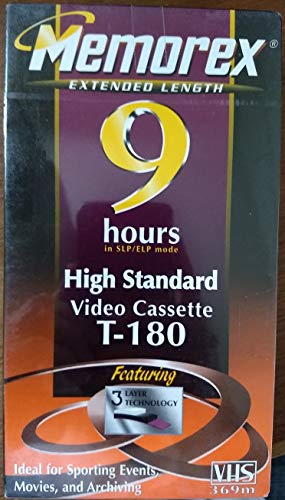 Memorex®
EXTENDED LENGTH
9
hours
in SLP/ELP mode
High Standard
Video Cassette
T-180
Featuring
3 LAYER
TECHNOLOGY
Ideal for Sporting Events,
Movies, and Archiving
VHS
369m